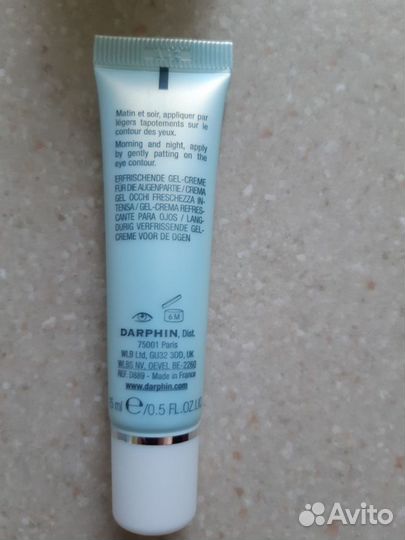 Matin et soir, appliquer par
légers tapotements sur le
contour des yeux.
Morning and night, apply
by gently patting on the
eye contour.
ERFRISCHENDE GEL-CREME
FÜR DIE AUGENPARTIE / CREMA
GEL OCCHI FRESCHEZZA IN-
TENSA / GEL-CREMA REFRES-
CANTE PARA OJOS / LANG-
DURIG VERFRISSENDE GEL-
CREME VOOR DE OGEN
6 M
DARPHIN, Dist.
75001 Paris
WLB Ltd, GU32 3DD, UK
WLBS NV, DEVEL. BE-2260
REF. D889 - Made in France
www.darphin.com
5 ml e/0.5 FL.OZ.LIQ.
Avito